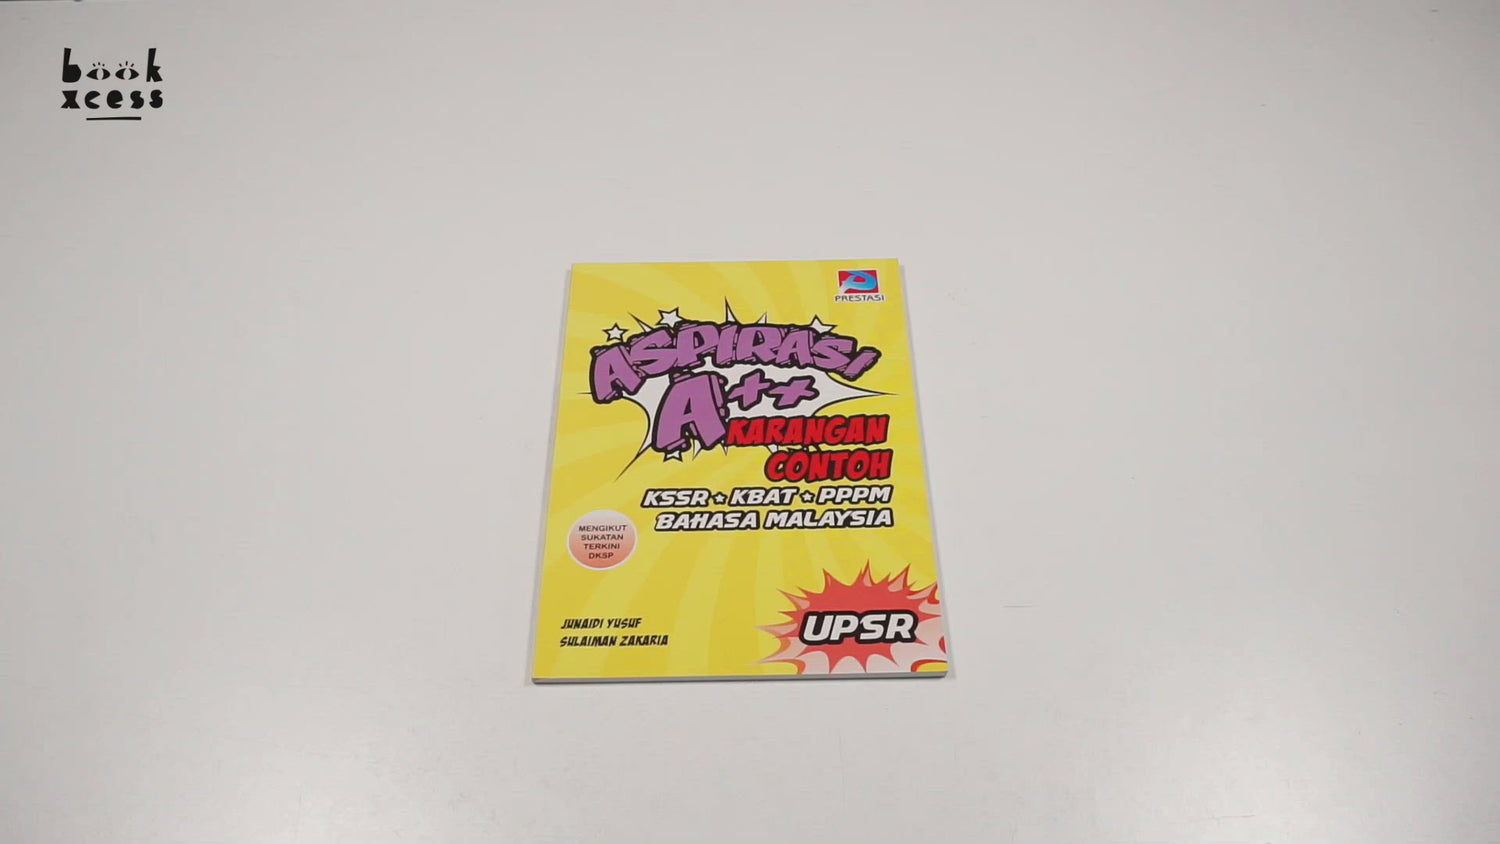 book
xcess
PRESTASI
ASPIRASI
A++
KARANGAN
CONTOH
KSSR ★ KBAT ★ PPPM
BAHASA MALAYSIA
MENGIKUT
SUKATAN
TERKINI
DKSP
JUNAIDI YUSUF
SULAIMAN ZAKARIA
UPSR